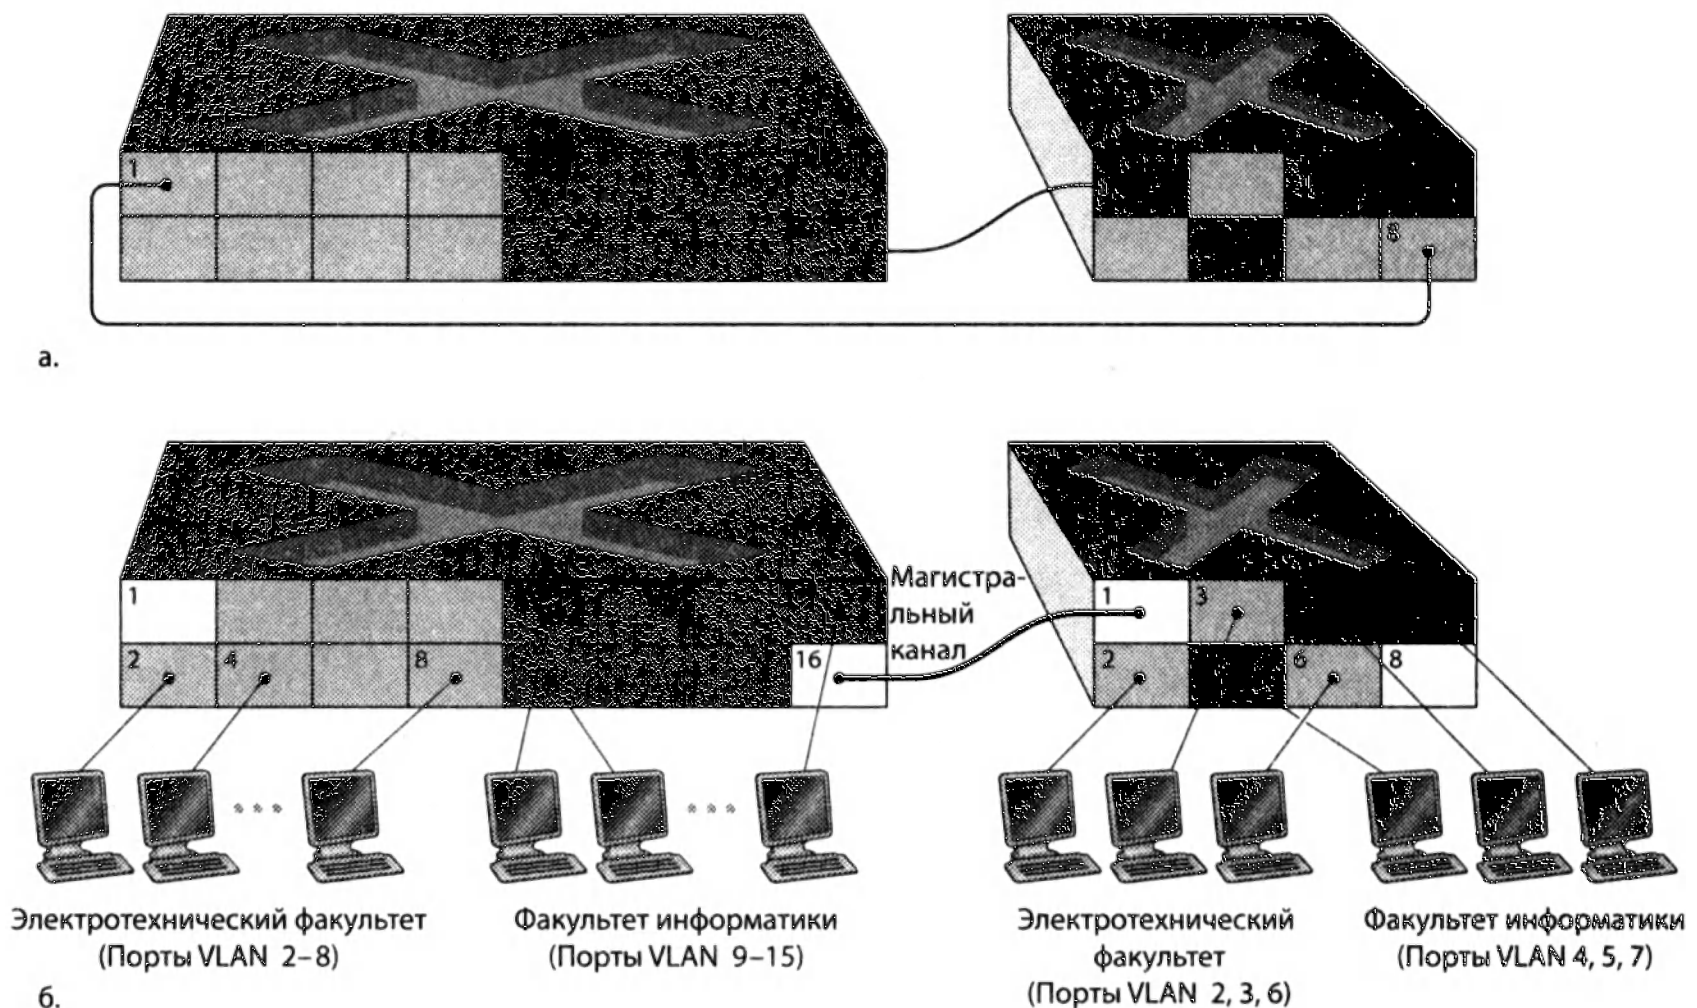 1
8
а.
Магистра-
льный
канал
1
2 4 8 16
1 3
2 6 8
Электротехнический факультет
(Порты VLAN 2–8)
Факультет информатики
(Порты VLAN 9–15)
Электротехнический
факультет
(Порты VLAN 2, 3, 6)
Факультет информатики
(Порты VLAN 4, 5, 7)
б.